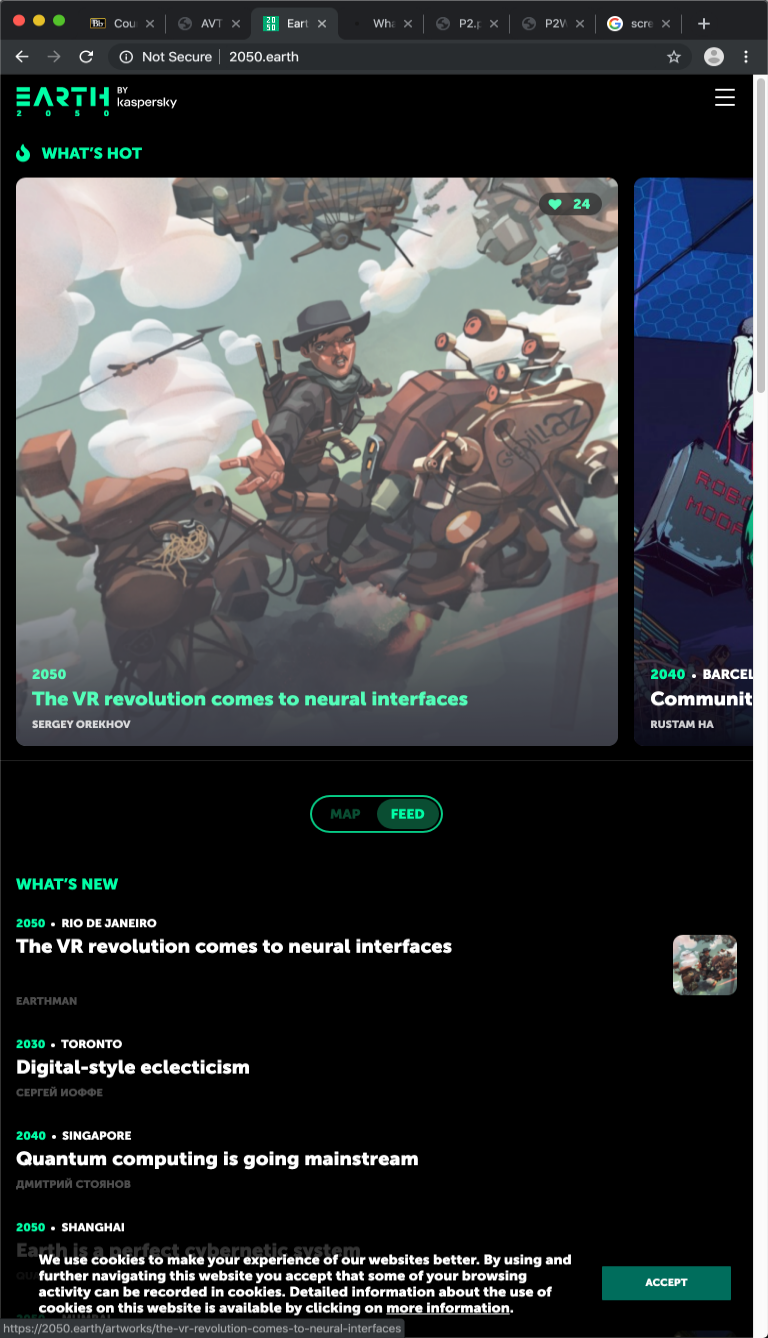 Cou
AVT
Eart
Wha
P2.p
P2W
scre
Not Secure
2050.earth
EARTH
2 0 5 0
BY
kaspersky
WHAT'S HOT
24
GORILLAZ
2050
The VR revolution comes to neural interfaces
SERGEY OREKHOV
2040 • BARCEL
Communit
RUSTAM HA
MAP
FEED
WHAT'S NEW
2050 • RIO DE JANEIRO
The VR revolution comes to neural interfaces
EARTHMAN
2030 • TORONTO
Digital-style eclecticism
СЕРГЕЙ ИОФФЕ
2040 • SINGAPORE
Quantum computing is going mainstream
ДМИТРИЙ СТОЯНОВ
2050 • SHANGHAI
Earth is a perfect cybernetic system
We use cookies to make your experience of our websites better. By using and
further navigating this website you accept that some of your browsing
activity can be recorded in cookies. Detailed information about the use of
cookies on this website is available by clicking on more information.
ACCEPT
https://2050.earth/artworks/the-vr-revolution-comes-to-neural-interfaces